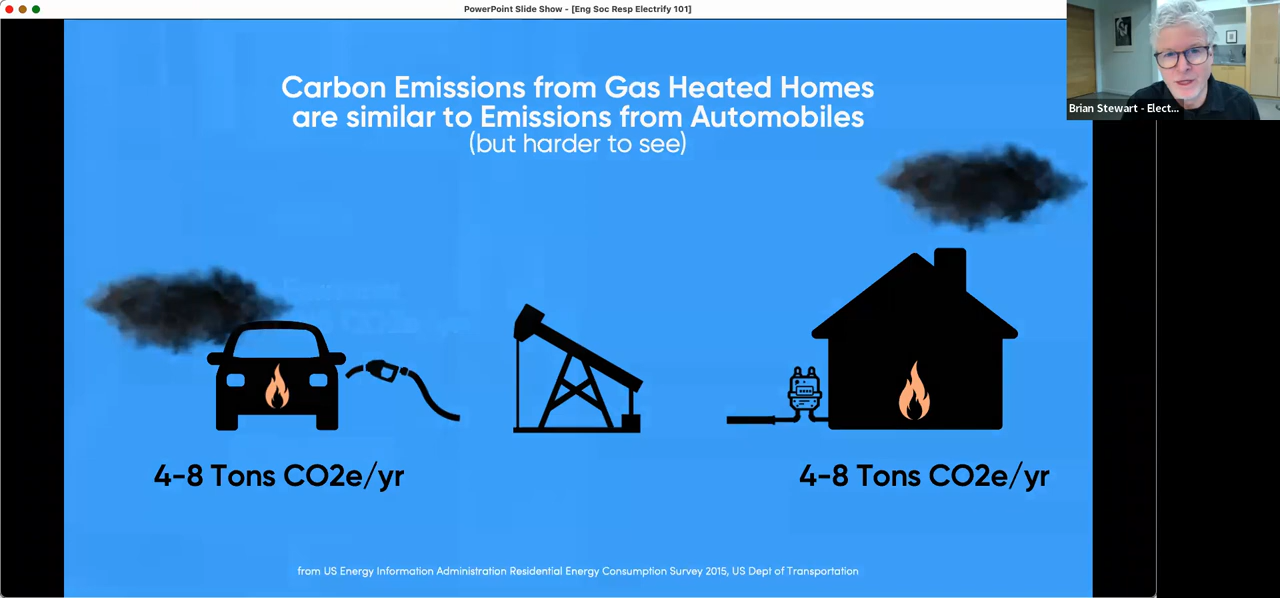 PowerPoint Slide Show - [Eng Soc Resp Electrify 101]
Brian Stewart - Elect...
Carbon Emissions from Gas Heated Homes
are similar to Emissions from Automobiles
(but harder to see)
4-8 Tons CO2e/yr
4-8 Tons CO2e/yr
from US Energy Information Administration Residential Energy Consumption Survey 2015, US Dept of Transportation